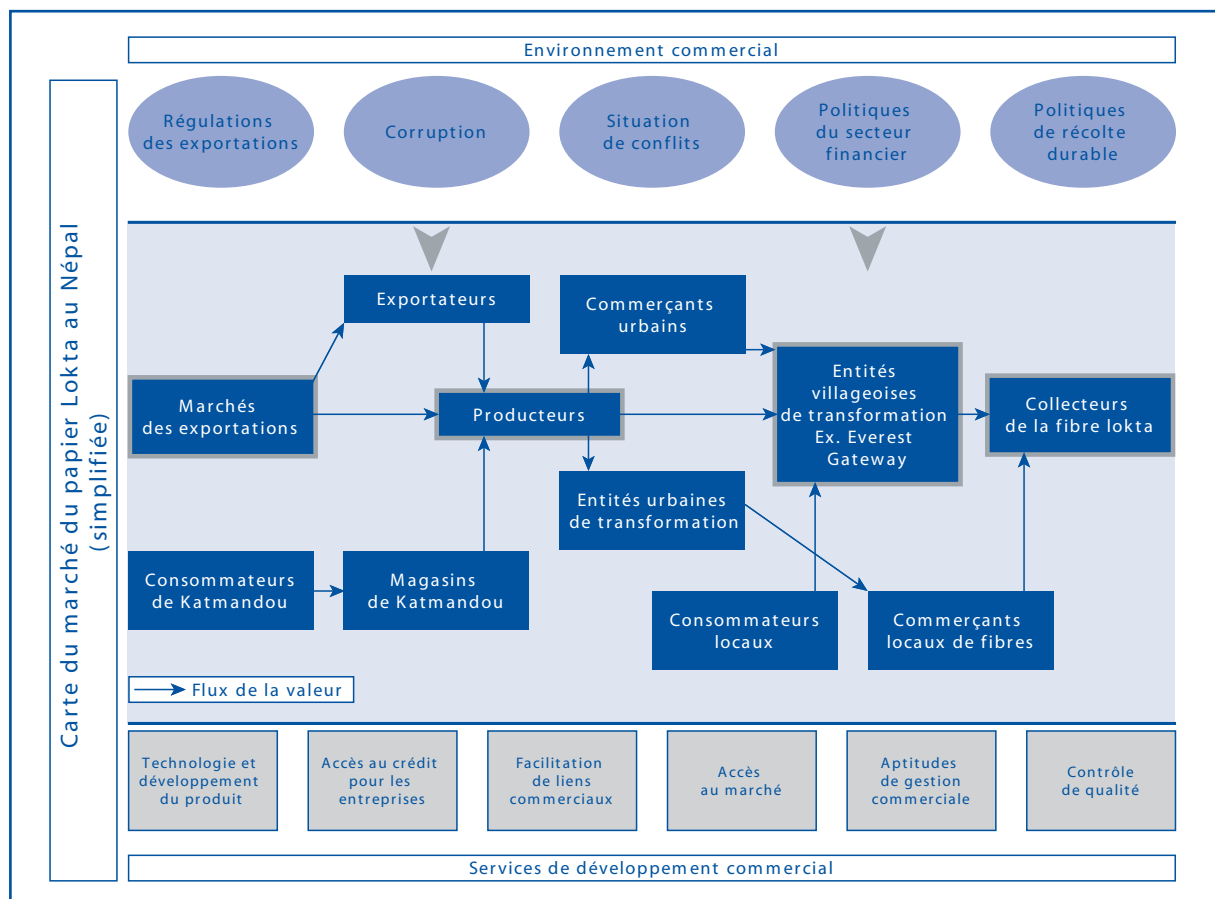 Environnement commercial
Carte du marché du papier Lokta au Népal
(simplifiée)
Régulations
des exportations
Corruption
Situation
de conflits
Politiques
du secteur
financier
Politiques
de récolte
durable
Exportateurs
Commerçants
urbains
Marchés
des exportations
Producteurs
Entités
villageoises
de transformation
Ex. Everest
Gateway
Collecteurs
de la fibre lokta
Entités urbaines
de transformation
Consommateurs
de Katmandou
Magasins
de Katmandou
Consommateurs
locaux
Commerçants
locaux de fibres
Flux de la valeur
Technologie et
développement
du produit
Accès au crédit
pour les
entreprises
Facilitation
de liens
commerciaux
Accès
au marché
Aptitudes
de gestion
commerciale
Contrôle
de qualité
Services de développement commercial